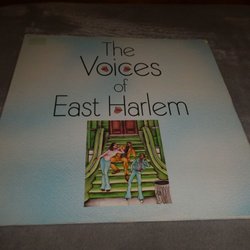 The
Voices
of
East Harlem